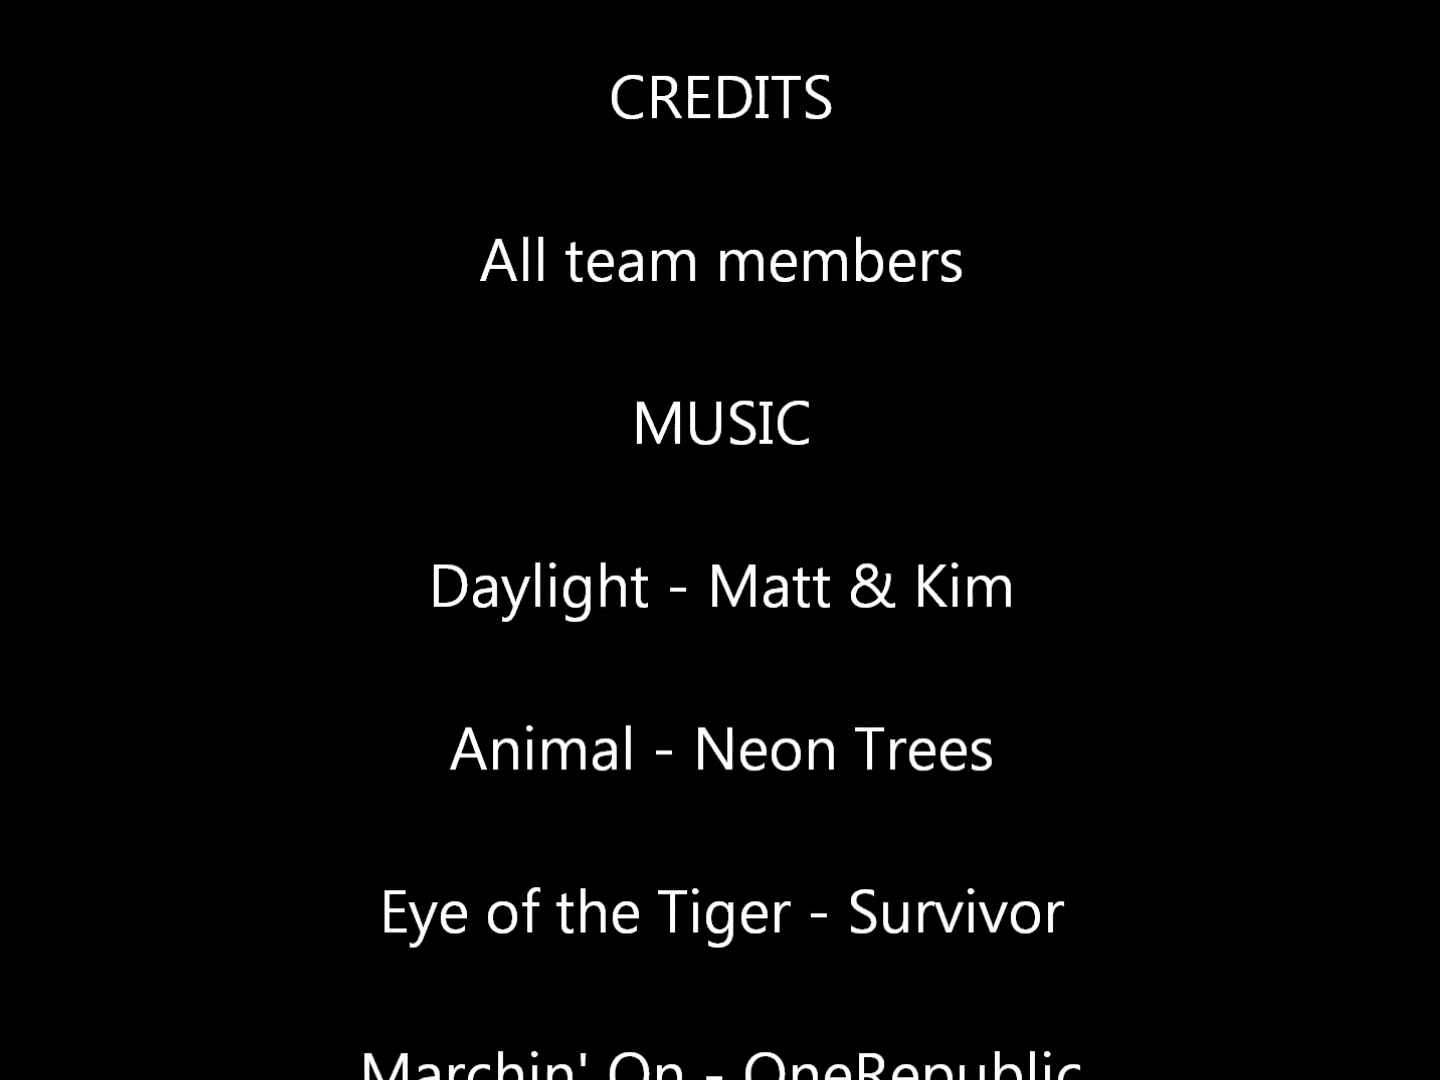 CREDITS
All team members
MUSIC
Daylight - Matt & Kim
Animal - Neon Trees
Eye of the Tiger - Survivor
Marchin' On - OneRepublic